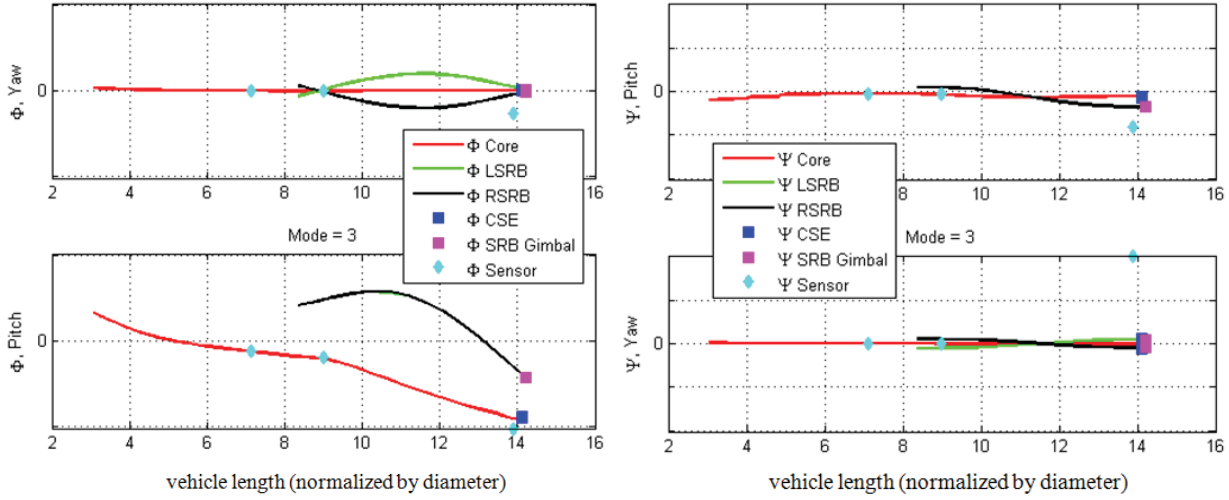 Φ, Yaw
0
2 4 6 8 10 12 14 16
Φ Core
Φ LSRB
Φ RSRB
Φ CSE
Φ SRB Gimbal
Φ Sensor
Mode = 3
Φ, Pitch
0
2 4 6 8 10 12 14 16
vehicle length (normalized by diameter)
Ψ, Pitch
0
2 4 6 8 10 12 14 16
Ψ Core
Ψ LSRB
Ψ RSRB
Ψ CSE
Ψ SRB Gimbal
Ψ Sensor
Mode = 3
Ψ, Yaw
0
2 4 6 8 10 12 14 16
vehicle length (normalized by diameter)